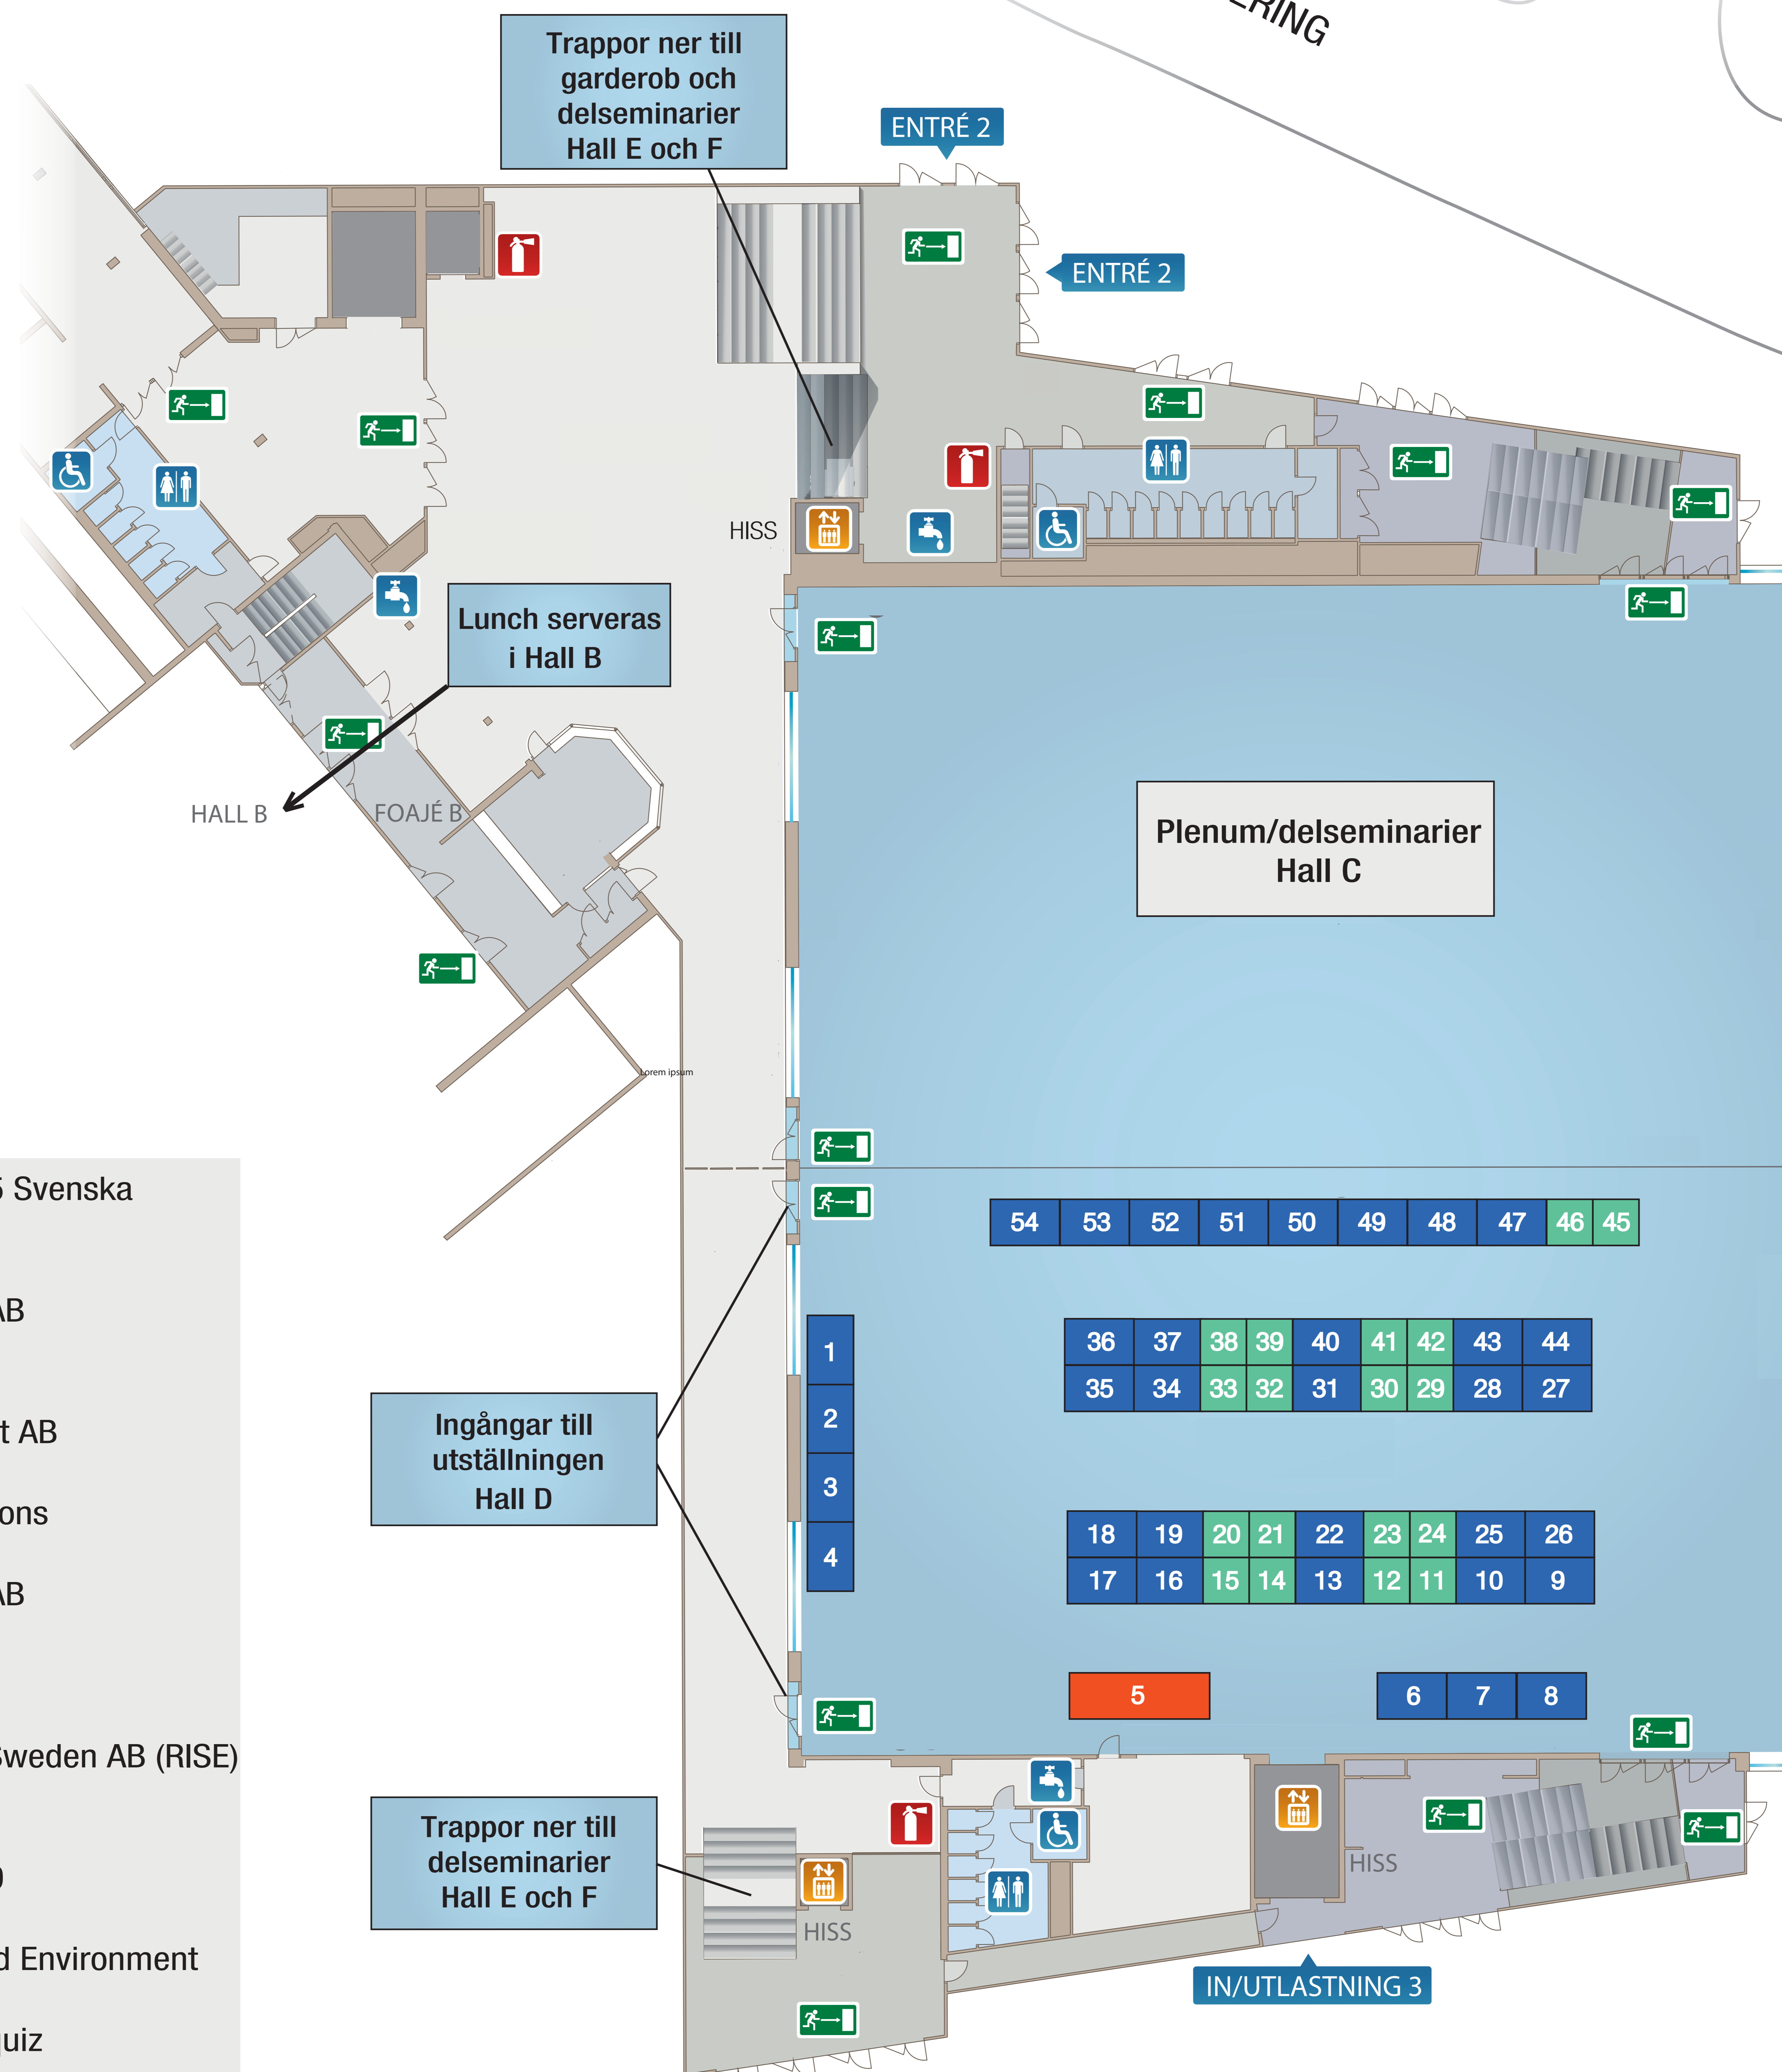 Trappor ner till
garderob och
delseminarier
Hall E och F
ENTRÉ 2
ENTRÉ 2
HISS
Lunch serveras
i Hall B
HALL B
FOAJÉ B
Plenum/delseminarier
Hall C
Lorem ipsum
Svenska
AB
AB
Sweden AB (RISE)
Environment
54 53 52 51 50 49 48 47 46 45
36 37 38 39 40 41 42 43 44
35 34 33 32 31 30 29 28 27
1
2
3
4
Ingångar till
utställningen
Hall D
18 19 20 21 22 23 24 25 26
17 16 15 14 13 12 11 10 9
5
6 7 8
Trappor ner till
delseminarier
Hall E och F
HISS
HISS
IN/UTLASTNING 3